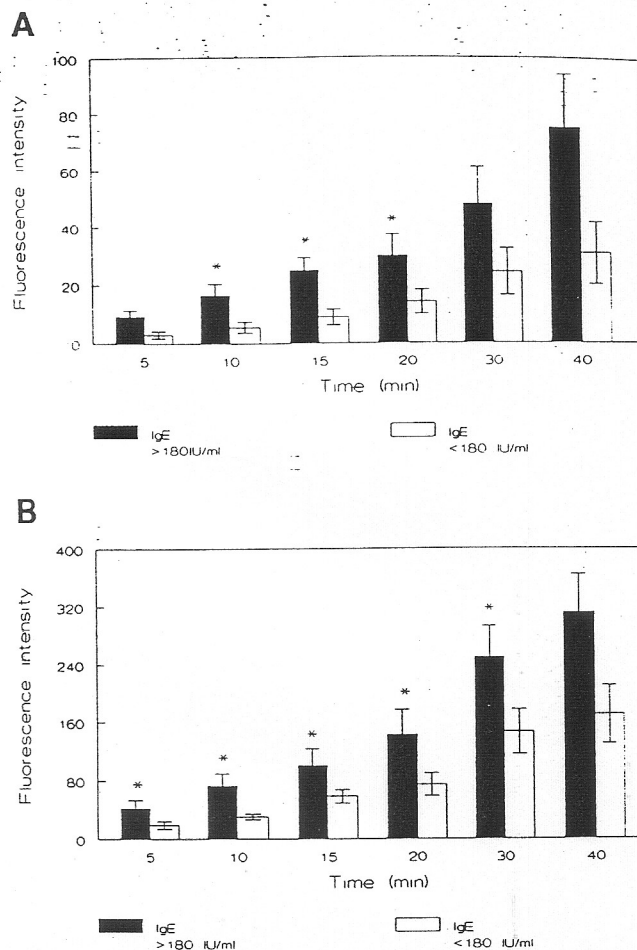 A
100
80
60
40
20
0
Fluorescence intensity
*
*
*
5 10 15 20 30 40
Time (min)
IgE IgE
>180IU/ml <180 IU/ml
B
400
320
240
160
80
0
Fluorescence intensity
*
*
*
*
*
5 10 15 20 30 40
Time (min)
IgE IgE
>180 IU/ml <180 IU/ml